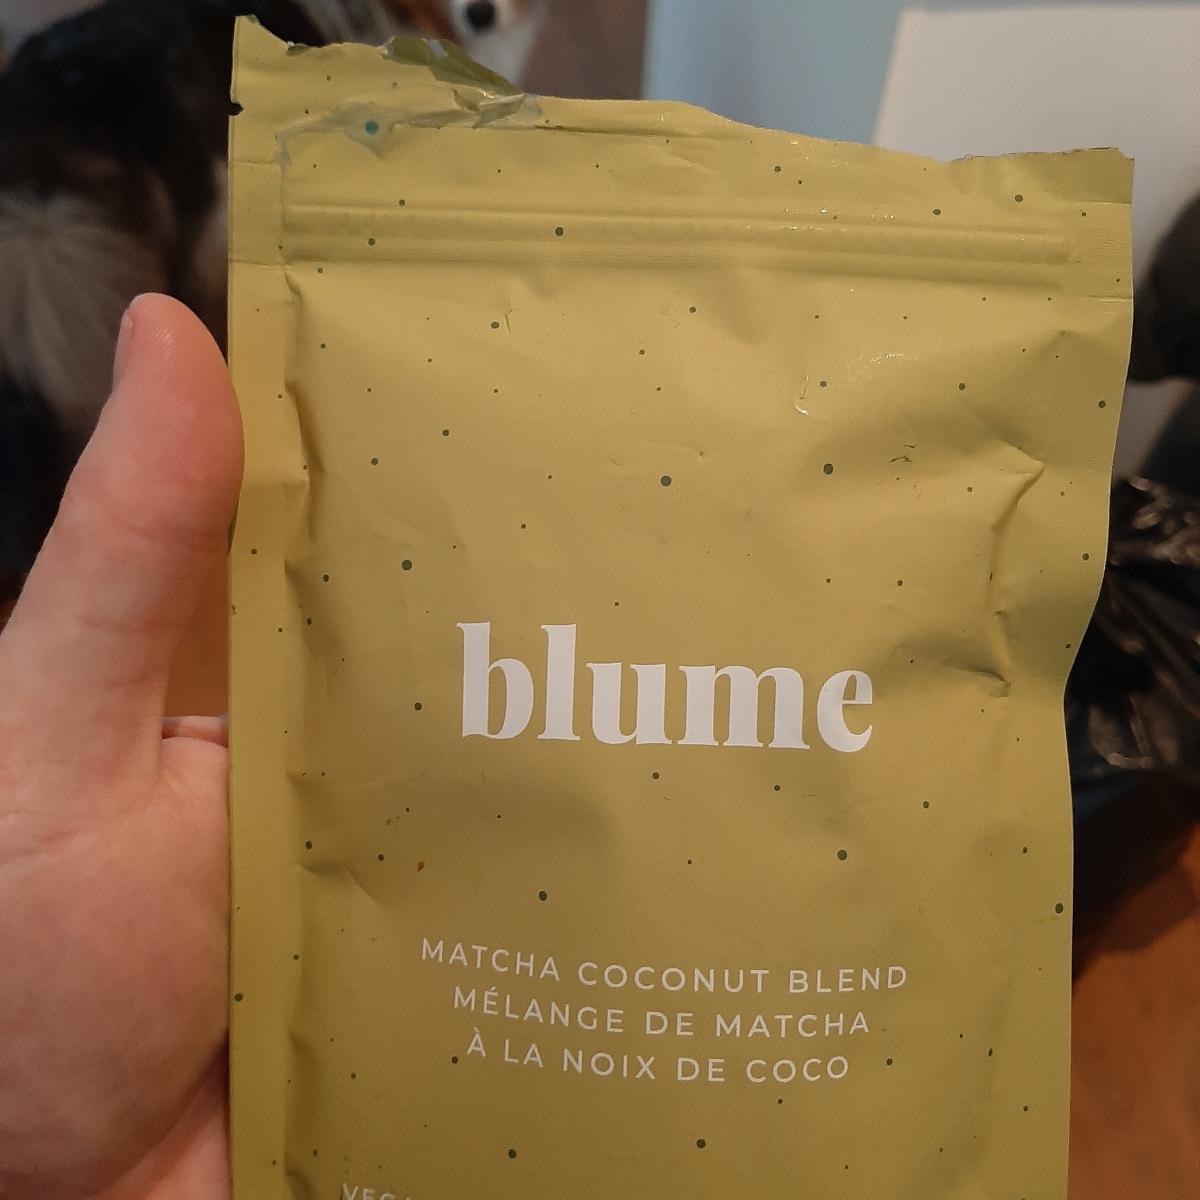 blume
MATCHA COCONUT BLEND
MÉLANGE DE MATCHA
À LA NOIX DE COCO